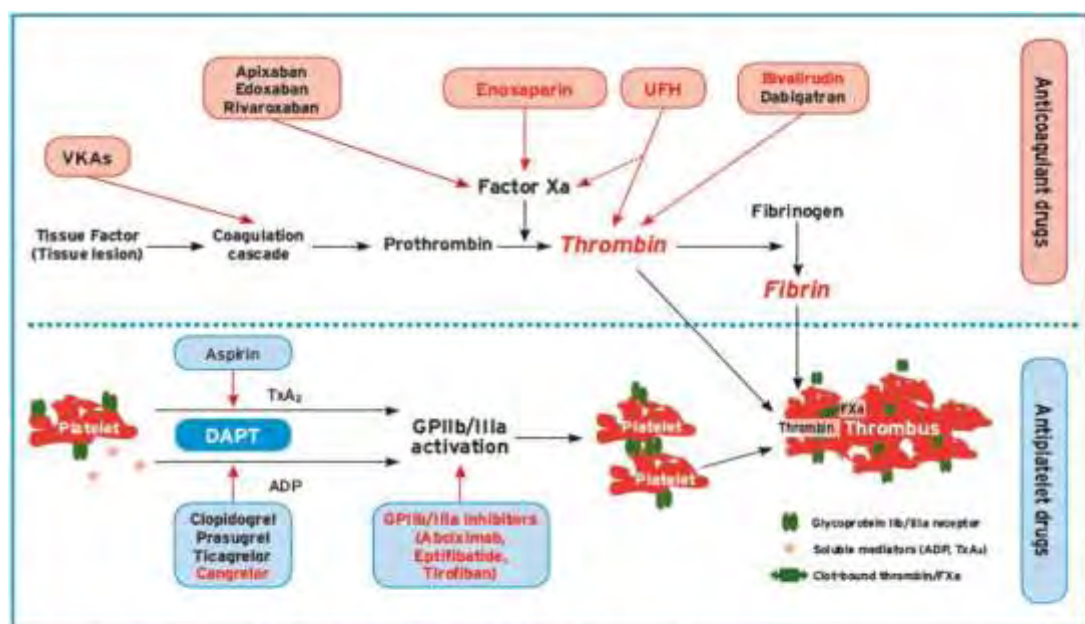 Apixaban
Edoxaban
Rivaroxaban
Enoxaparin
UFH
Bivalirudin
Dabigatran
Anticoagulant drugs
VKAs
Factor Xa
Fibrinogen
Tissue Factor
(Tissue lesion)
Coagulation
cascade
Prothrombin
Thrombin
Fibrin
Aspirin
TxA₂
Platelet
DAPT
GPIIb/IIIa
activation
ADP
Platelet
Platelet
FXa
Thrombin
Thrombus
Antiplatelet drugs
Clopidogrel
Prasugrel
Ticagrelor
Cangrelor
GPIIb/IIIa inhibitors
(Abciximab,
Eptifibatide,
Tirofiban)
Glycoprotein IIb/IIIa receptor
Soluble mediators (ADP, TxA₂)
Clot-bound thrombin/FXa